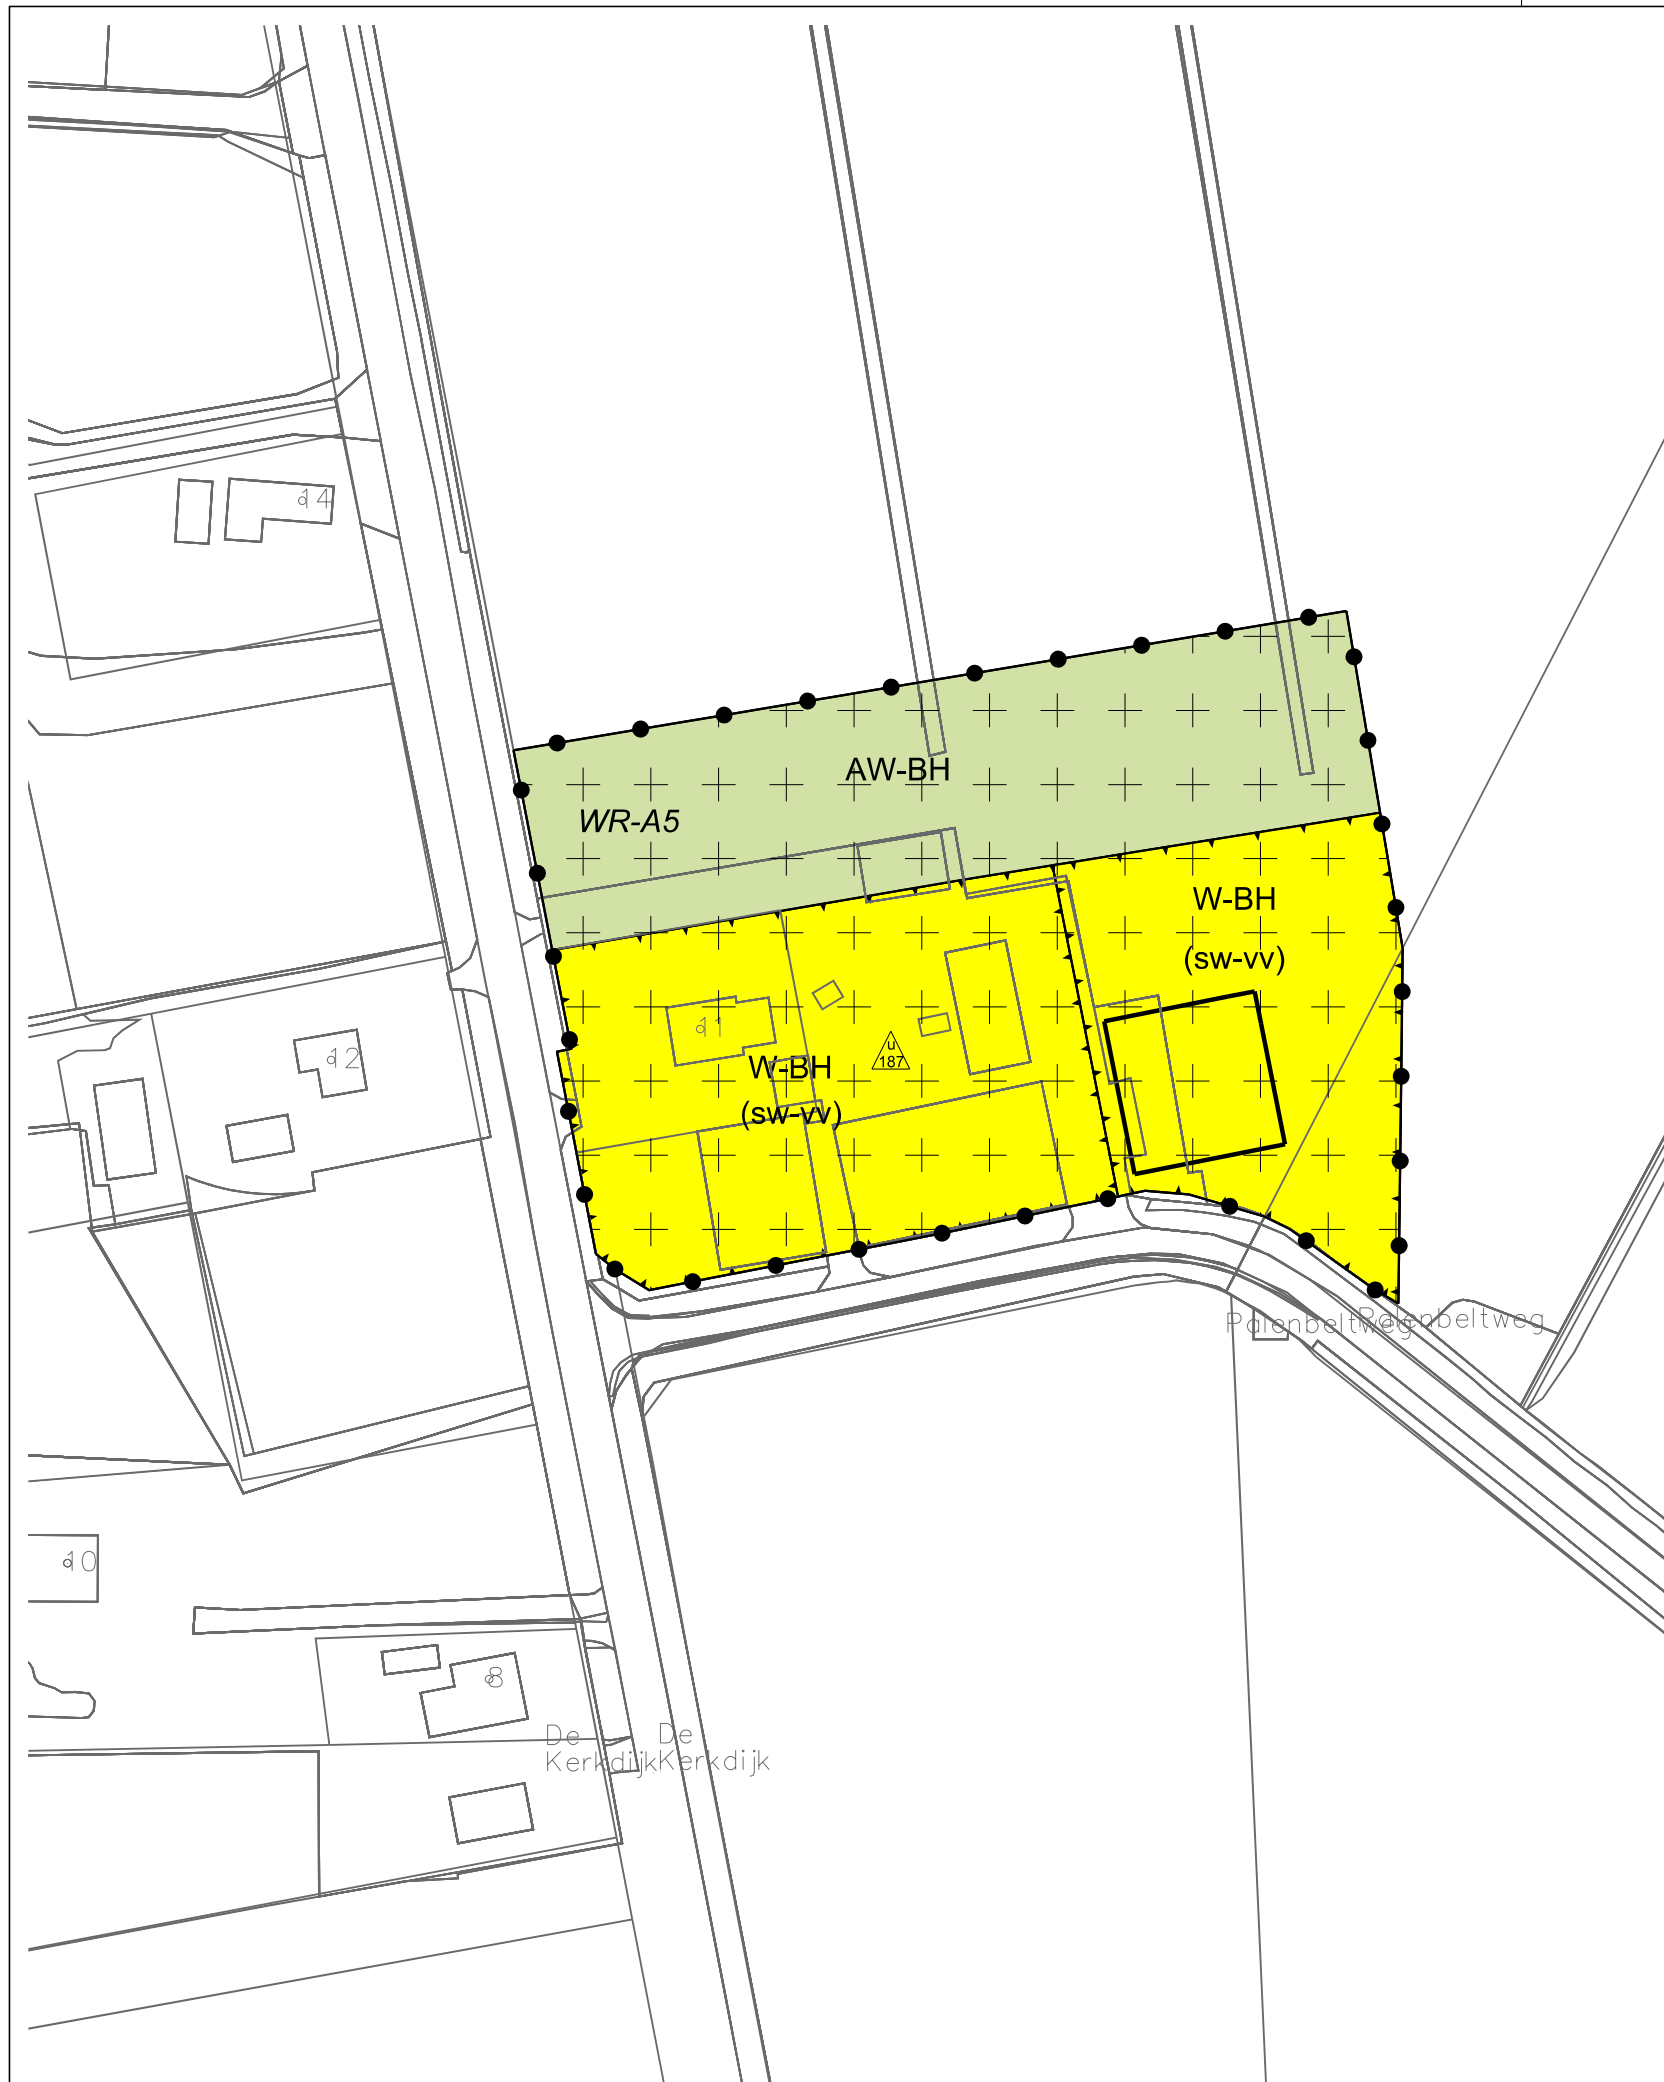 14
AW-BH
WR-A5
W-BH
(sw-vv)
11
12
u
187
W-BH
(sw-vv)
Palenbeltweg
Palenbeltweg
10
8
De
Kerkdijk
De
Kerkdijk